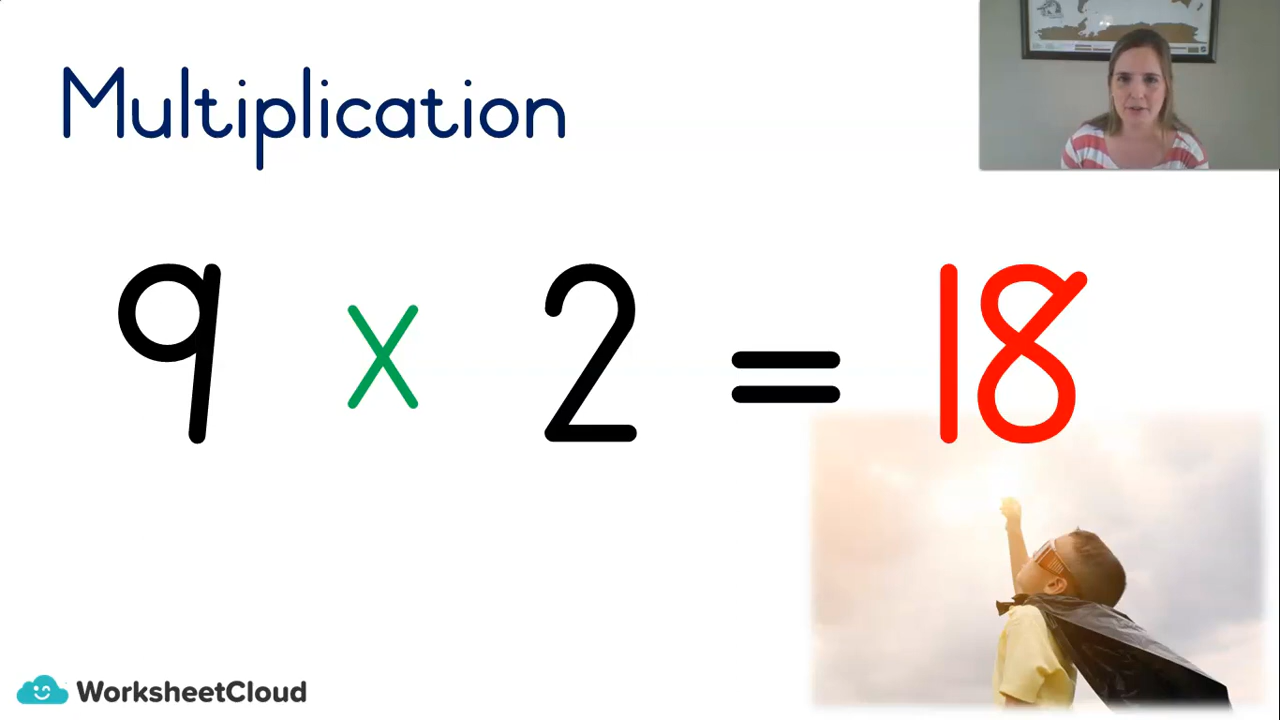 Multiplication
9 x 2 = 18
WorksheetCloud